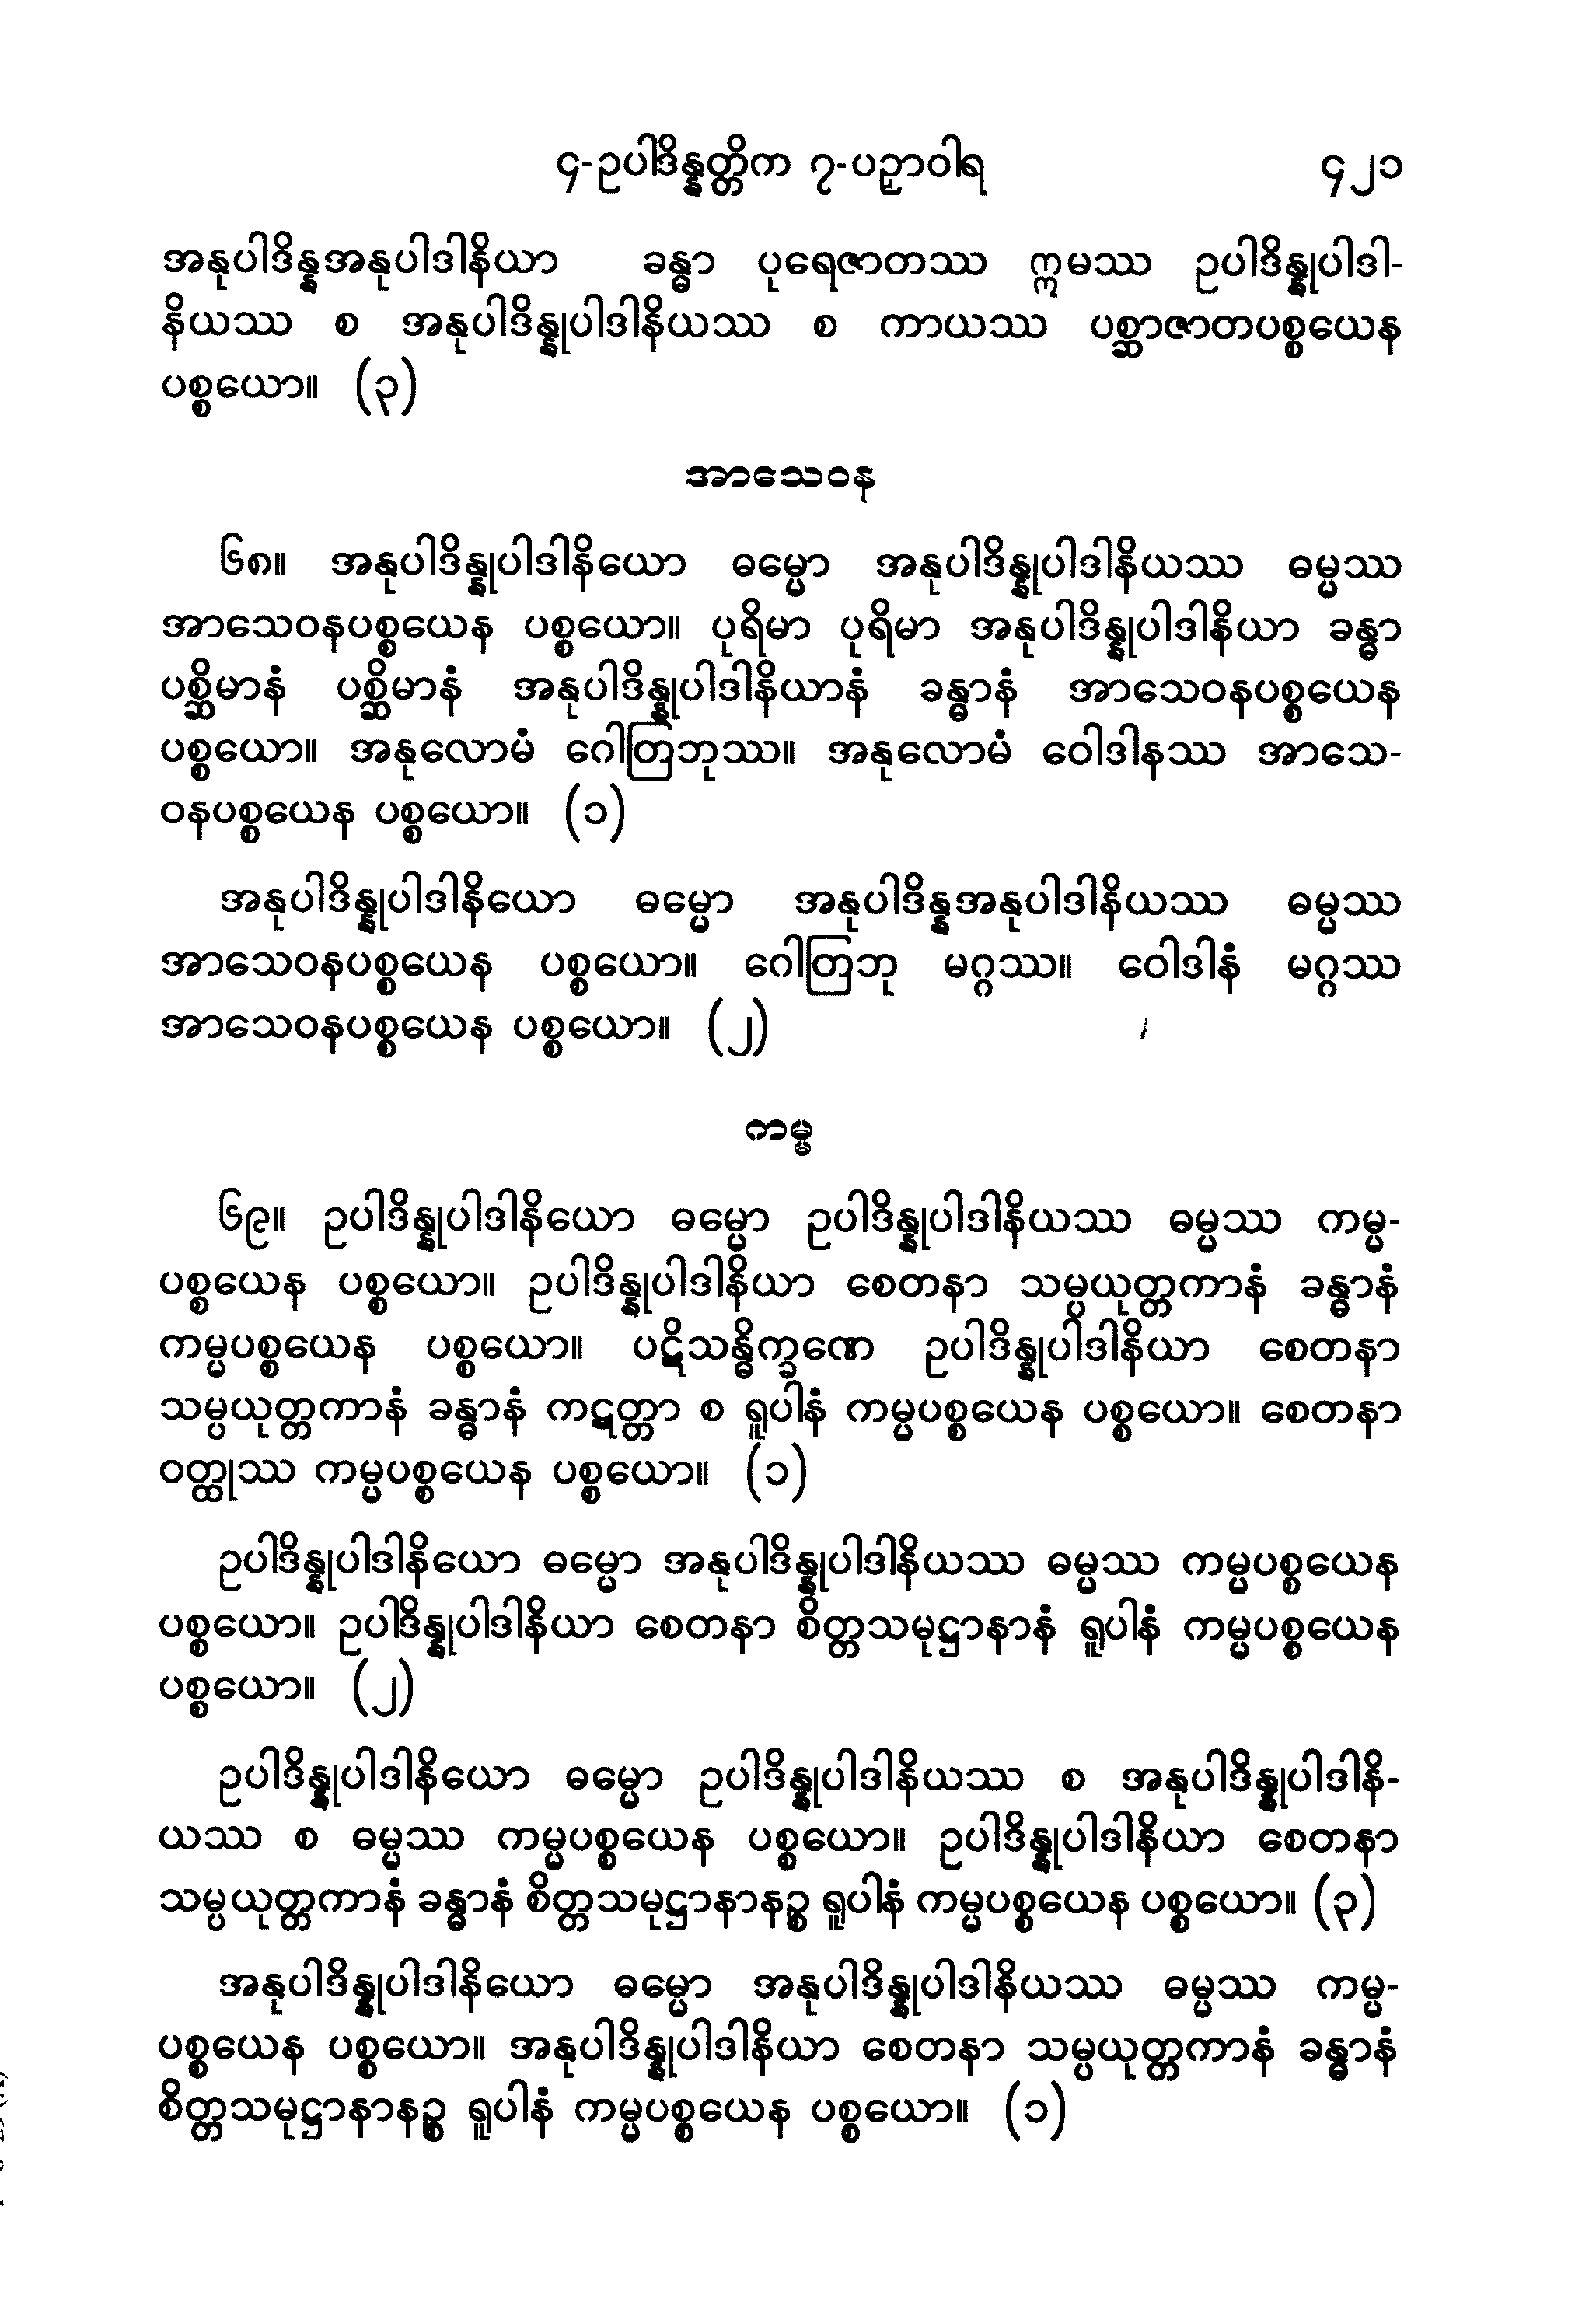 ၄-ဥပါဒိန္နတ္တိက ၇-ပဉှာဝါရ ၄၂၁
အနုပါဒိန္နအနုပါဒါနိယာ ခန္ဓာ ပုရေဇာတဿ ဣမဿ ဥပါဒိန္နုပါဒါ-
နိယဿ စ အနုပါဒိန္နုပါဒါနိယဿ စ ကာယဿ ပစ္ဆာဇာတပစ္စယေန
ပစ္စယော။ (၃)
အာသေဝန
၆၈။ အနုပါဒိန္နုပါဒါနိယော ဓမ္မော အနုပါဒိန္နုပါဒါနိယဿ ဓမ္မဿ
အာသေဝနပစ္စယေန ပစ္စယော။ ပုရိမာ ပုရိမာ အနုပါဒိန္နုပါဒါနိယာ ခန္ဓာ
ပစ္ဆိမာနံ ပစ္ဆိမာနံ အနုပါဒိန္နုပါဒါနိယာနံ ခန္ဓာနံ အာသေဝနပစ္စယေန
ပစ္စယော။ အနုလောမံ ဂေါတြဘုဿ။ အနုလောမံ ဝေါဒါနဿ အာသေ-
ဝနပစ္စယေန ပစ္စယော။ (၁)
အနုပါဒိန္နုပါဒါနိယော ဓမ္မော အနုပါဒိန္နအနုပါဒါနိယဿ ဓမ္မဿ
အာသေဝနပစ္စယေန ပစ္စယော။ ဂေါတြဘု မဂ္ဂဿ။ ဝေါဒါနံ မဂ္ဂဿ
အာသေဝနပစ္စယေန ပစ္စယော။ (၂)
ကမ္မ
၆၉။ ဥပါဒိန္နုပါဒါနိယော ဓမ္မော ဥပါဒိန္နုပါဒါနိယဿ ဓမ္မဿ ကမ္မ-
ပစ္စယေန ပစ္စယော။ ဥပါဒိန္နုပါဒါနိယာ စေတနာ သမ္ပယုတ္တကာနံ ခန္ဓာနံ
ကမ္မပစ္စယေန ပစ္စယော။ ပဋိသန္ဓိက္ခဏေ ဥပါဒိန္နုပါဒါနိယာ စေတနာ
သမ္ပယုတ္တကာနံ ခန္ဓာနံ ကဋတ္တာ စ ရူပါနံ ကမ္မပစ္စယေန ပစ္စယော။ စေတနာ
ဝတ္ထုဿ ကမ္မပစ္စယေန ပစ္စယော။ (၁)
ဥပါဒိန္နုပါဒါနိယော ဓမ္မော အနုပါဒိန္နုပါဒါနိယဿ ဓမ္မဿ ကမ္မပစ္စယေန
ပစ္စယော။ ဥပါဒိန္နုပါဒါနိယာ စေတနာ စိတ္တသမုဋ္ဌာနာနံ ရူပါနံ ကမ္မပစ္စယေန
ပစ္စယော။ (၂)
ဥပါဒိန္နုပါဒါနိယော ဓမ္မော ဥပါဒိန္နုပါဒါနိယဿ စ အနုပါဒိန္နုပါဒါနိ-
ယဿ စ ဓမ္မဿ ကမ္မပစ္စယေန ပစ္စယော။ ဥပါဒိန္နုပါဒါနိယာ စေတနာ
သမ္ပယုတ္တကာနံ ခန္ဓာနံ စိတ္တသမုဋ္ဌာနာနဉ္စ ရူပါနံ ကမ္မပစ္စယေန ပစ္စယော။ (၃)
အနုပါဒိန္နုပါဒါနိယော ဓမ္မော အနုပါဒိန္နုပါဒါနိယဿ ဓမ္မဿ ကမ္မ-
ပစ္စယေန ပစ္စယော။ အနုပါဒိန္နုပါဒါနိယာ စေတနာ သမ္ပယုတ္တကာနံ ခန္ဓာနံ
စိတ္တသမုဋ္ဌာနာနဉ္စ ရူပါနံ ကမ္မပစ္စယေန ပစ္စယော။ (၁)